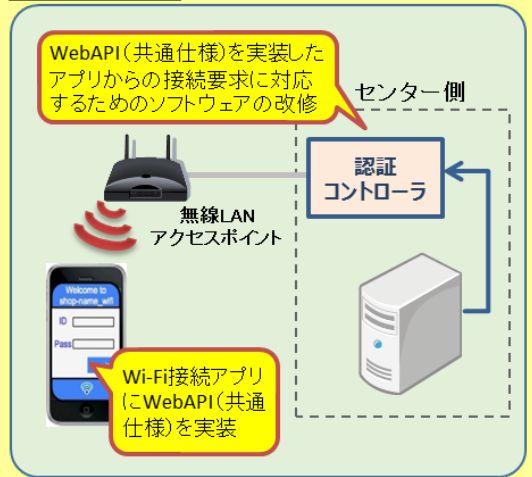 WebAPI(共通仕様)を実装した
アプリからの接続要求に対応
するためのソフトウェアの改修
センター側
認証
コントローラ
無線LAN
アクセスポイント
Welcome to
shop-name_wifi
ID
Pass
Wi-Fi接続アプリ
にWebAPI(共通
仕様)を実装